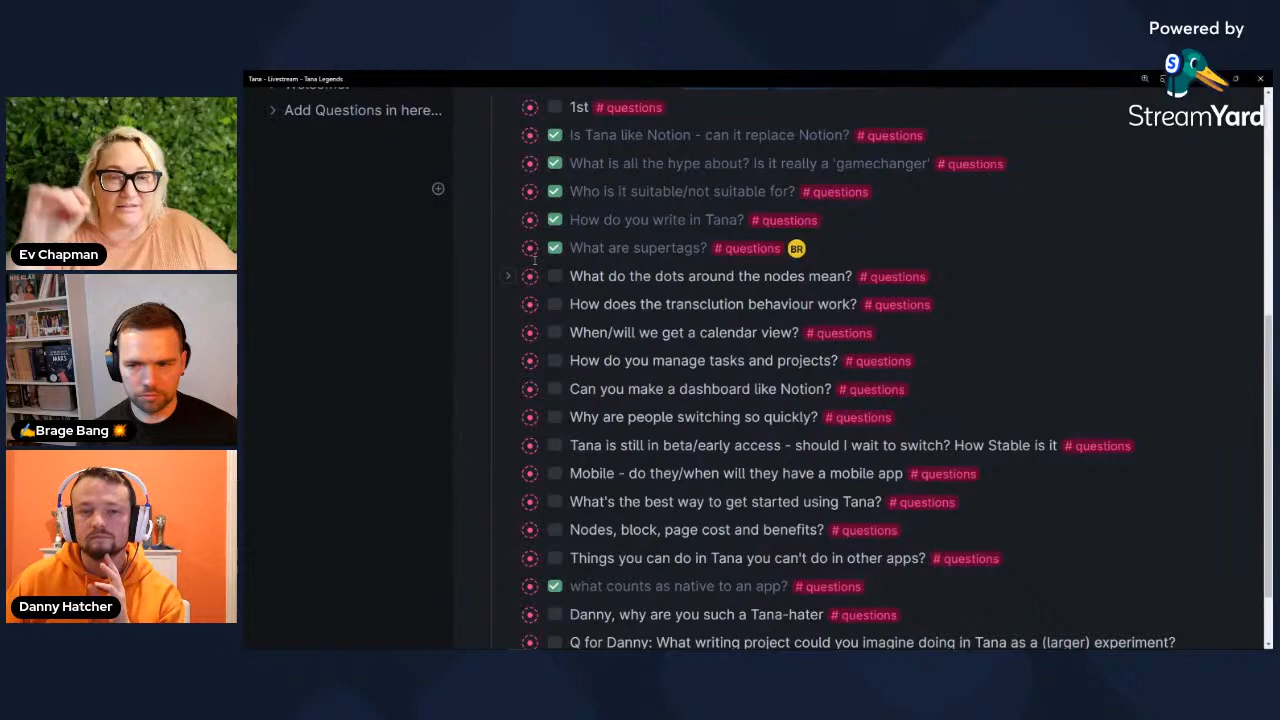 Powered by
S
StreamYard
Tana - Livestream - Tana Legends
Add Questions in here...
1st # questions
Is Tana like Notion - can it replace Notion? # questions
What is all the hype about? Is it really a 'gamechanger' # questions
Who is it suitable/not suitable for? # questions
How do you write in Tana? # questions
What are supertags? # questions BR
What do the dots around the nodes mean? # questions
How does the transclution behaviour work? # questions
When/will we get a calendar view? # questions
How do you manage tasks and projects? # questions
Can you make a dashboard like Notion? # questions
Why are people switching so quickly? # questions
Tana is still in beta/early access - should I wait to switch? How Stable is it # questions
Mobile - do they/when will they have a mobile app # questions
What's the best way to get started using Tana? # questions
Nodes, block, page cost and benefits? # questions
Things you can do in Tana you can't do in other apps? # questions
what counts as native to an app? # questions
Danny, why are you such a Tana-hater # questions
Q for Danny: What writing project could you imagine doing in Tana as a (larger) experiment?
Ev Chapman
✍️Brage Bang 💥
Danny Hatcher